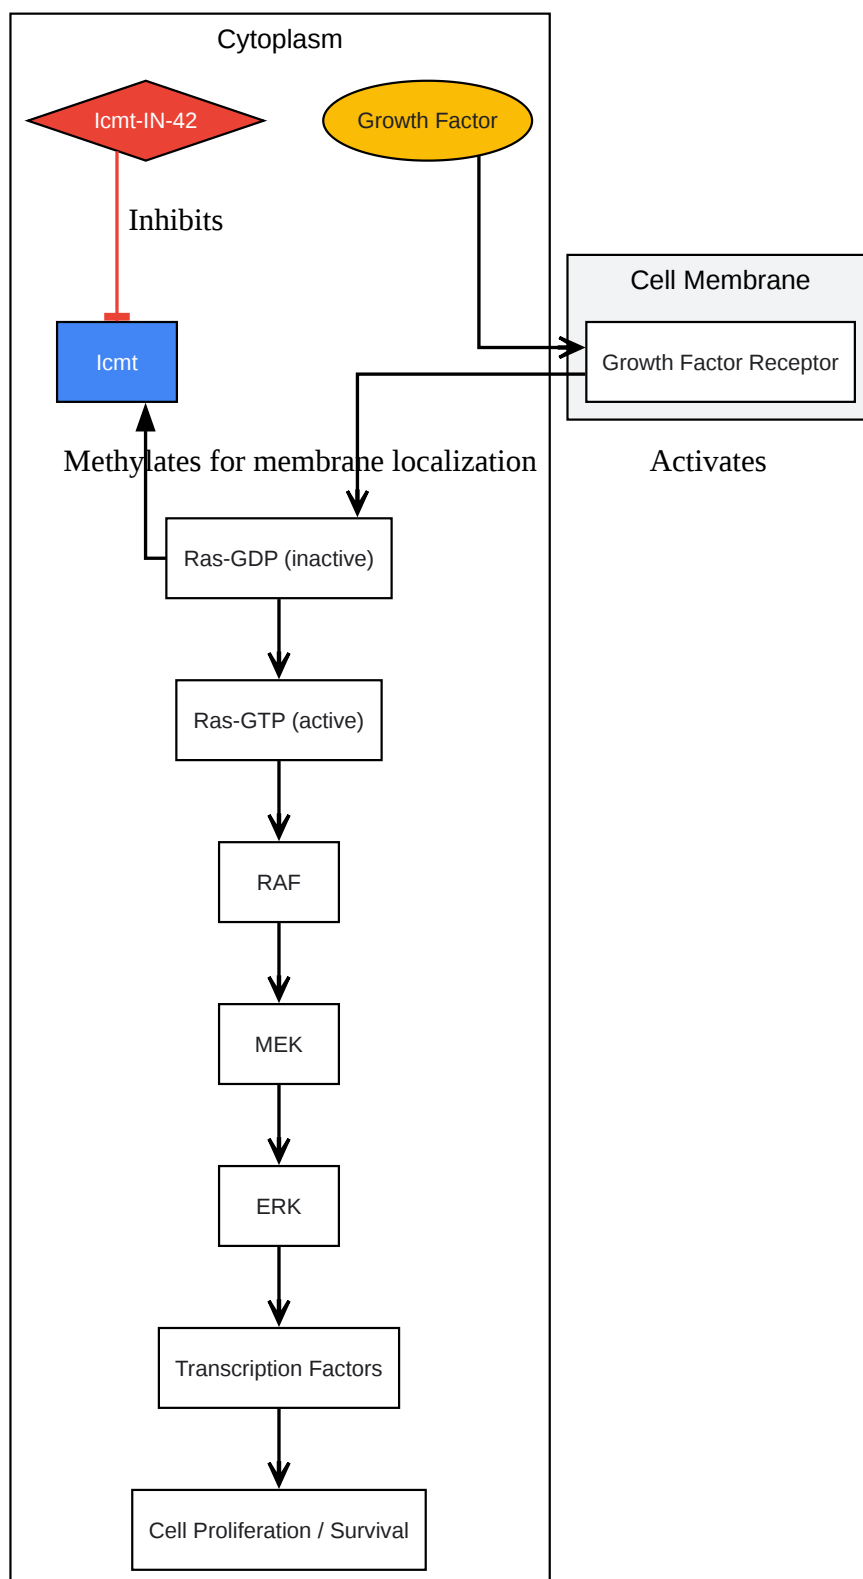 Cytoplasm
Icmt-IN-42
Growth Factor
Inhibits
Cell Membrane
Icmt
Growth Factor Receptor
Methylates for membrane localization
Activates
Ras-GDP (inactive)
Ras-GTP (active)
RAF
MEK
ERK
Transcription Factors
Cell Proliferation / Survival